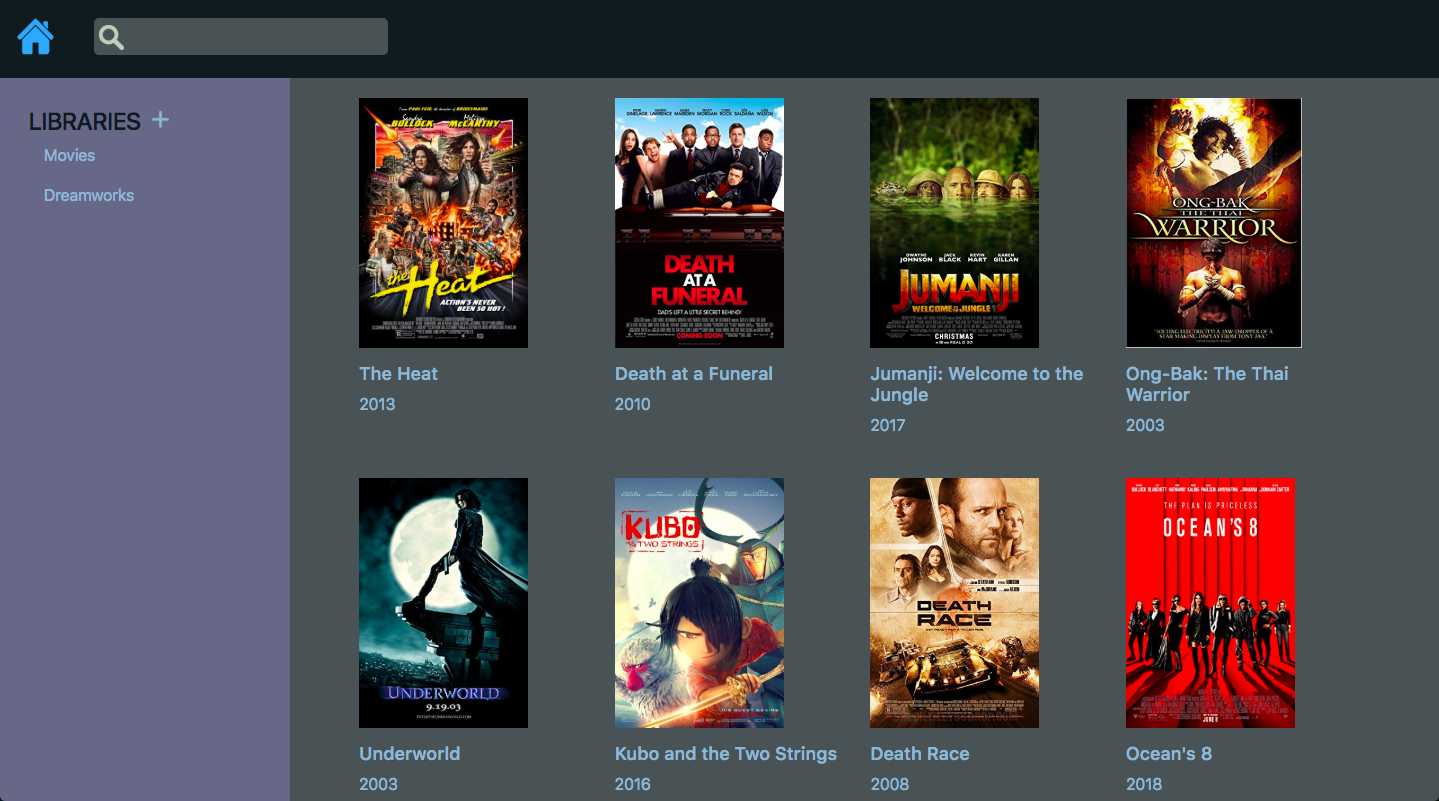 LIBRARIES +
Movies
Dreamworks
Sandra Melissa
BULLOCK McCARTHY
the Heat
ACTION'S NEVER
BEEN SO HOT!
DEATH
AT A
FUNERAL
DAD'S LEFT A LITTLE SECRET BEHIND!
COMING SOON
DWAYNE JACK KEVIN KAREN
JOHNSON BLACK HART GILLAN
JUMANJI
WELCOME TO THE JUNGLE
CHRISTMAS
ONG-BAK
THE THAI
WARRIOR
The Heat
2013
Death at a Funeral
2010
Jumanji: Welcome to the
Jungle
2017
Ong-Bak: The Thai
Warrior
2003
UNDERWORLD
9.19.03
KUBO
AND THE TWO STRINGS
DEATH
RACE
THE PLAN IS PRICELESS
OCEAN'S 8
JUNE 8
Underworld
2003
Kubo and the Two Strings
2016
Death Race
2008
Ocean's 8
2018